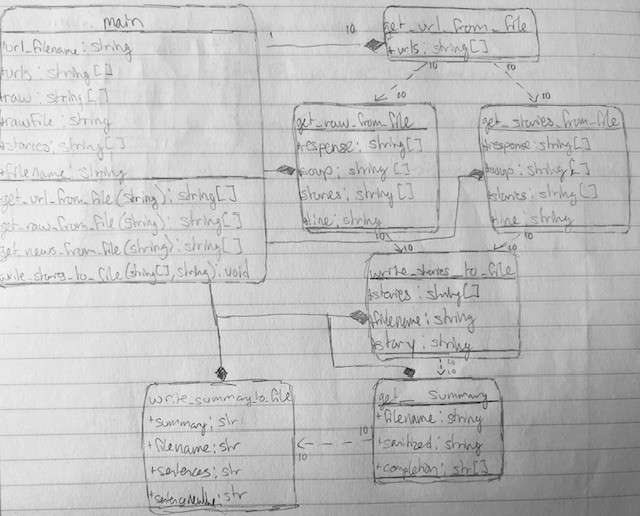 main
+url_filename: string
+urls: string[]
+raw: string[]
+rawFile: string
+stories: string[]
+filename: string
+get_url_from_file(string): string[]
+get_raw_from_file(string): string[]
get_news_from_file(string): string[]
write_stories_to_file(string[], string): void
1
10
get_url_from_file
+urls: string[]
10
10
10
10
get_raw_from_file
+response: string[]
+soup: string[]
stories: string[]
+line: string
10
get_stories_from_file
+response: string[]
+soup: string[]
+stories: string[]
+line: string
10
10
10
write_stories_to_file
+stories: string[]
+filename: string
+story: string
10
10
write_summary_to_file
+summary: str
+filename: str
+sentences: str
: str
10
10
get_summary
+filename: string
+sanitized: string
+completion: str[]